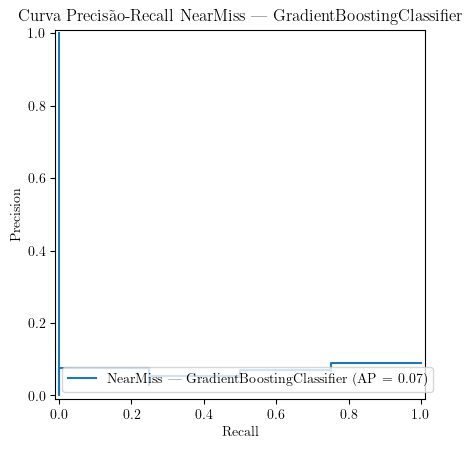 Curva Precisão-Recall NearMiss — GradientBoostingClassifier
1.0
0.8
0.6
0.4
0.2
0.0
Precision
NearMiss — GradientBoostingClassifier (AP = 0.07)
0.0 0.2 0.4 0.6 0.8 1.0
Recall